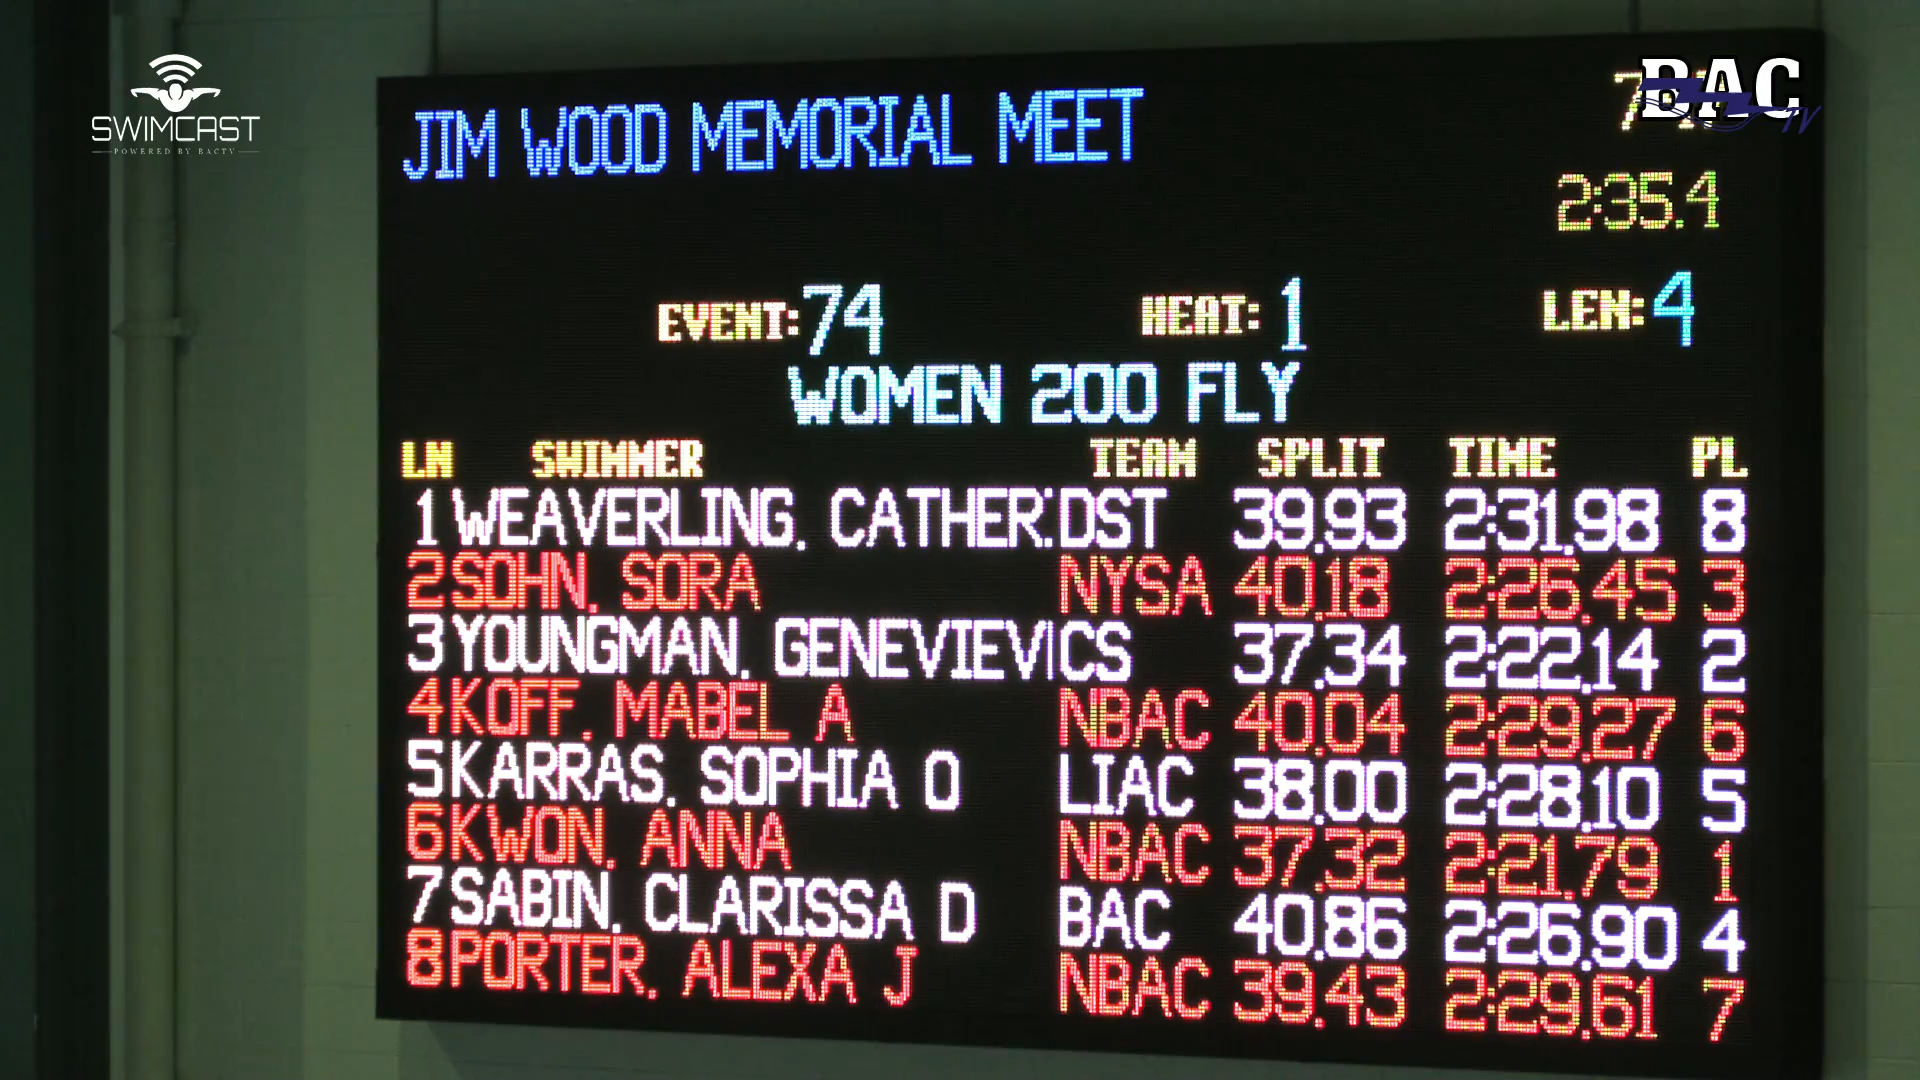 SWIMCAST
POWERED BY BACTV
BAC TV
JIM WOOD MEMORIAL MEET
2:35.4
EVENT: 74 HEAT: 1 LEN: 4
WOMEN 200 FLY
LN SWIMMER TEAM SPLIT TIME PL
1 WEAVERLING, CATHER DST 39.93 2:31.98 8
2 SOHN, SORA NYSA 40.18 2:26.45 3
3 YOUNGMAN, GENEVIEV CS 37.34 2:22.14 2
4 KOFF, MABEL A NBAC 40.04 2:29.27 6
5 KARRAS, SOPHIA O LIAC 38.00 2:28.10 5
6 KWON, ANNA NBAC 37.32 2:21.79 1
7 SABIN, CLARISSA D BAC 40.86 2:26.90 4
8 PORTER, ALEXA J NBAC 39.43 2:29.61 7